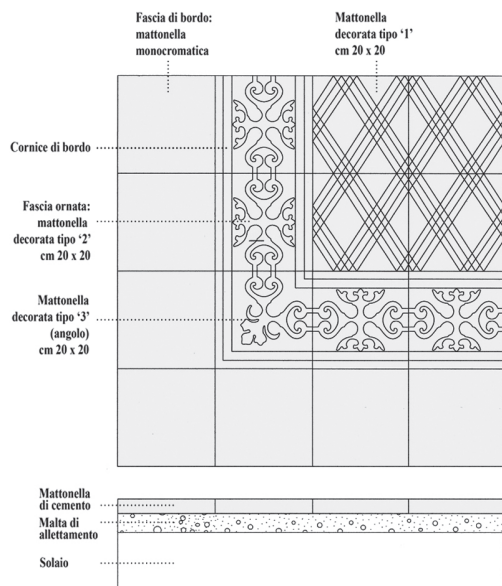 Fascia di bordo:
mattonella
monocromatica
Mattonella
decorata tipo ‘1’
cm 20 x 20
Cornice di bordo
Fascia ornata:
mattonella
decorata tipo ‘2’
cm 20 x 20
Mattonella
decorata tipo ‘3’
(angolo)
cm 20 x 20
Mattonella
di cemento
Malta di
allettamento
Solaio